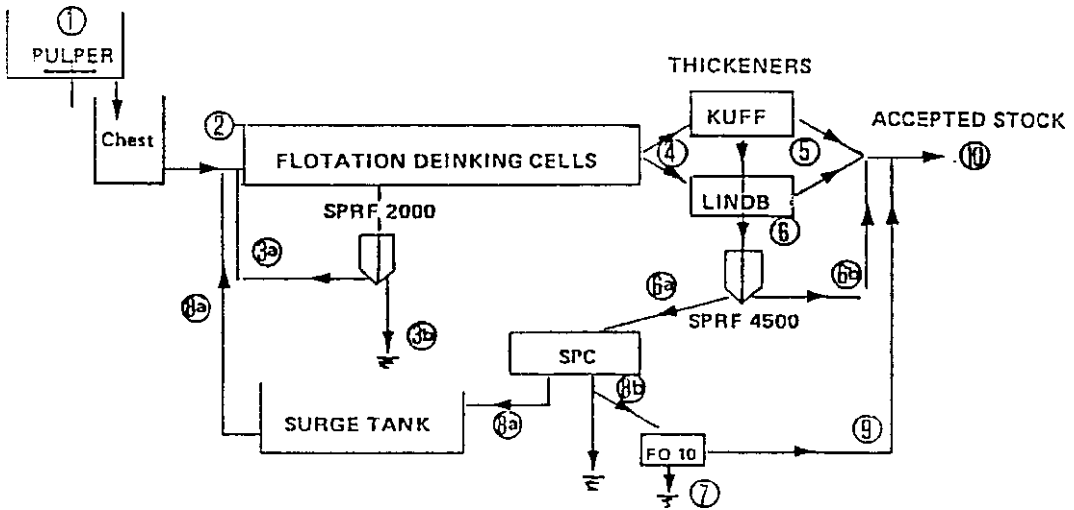 ①
PULPER
Chest
②
FLOTATION DEINKING CELLS
SPRF 2000
③a
③b
THICKENERS
KUFF
④
⑤
LINDB
⑥
ACCEPTED STOCK
⑩
⑥a
⑥b
SPRF 4500
SPC
⑧a
⑧b
SURGE TANK
⑧a
FO 10
⑦
⑨